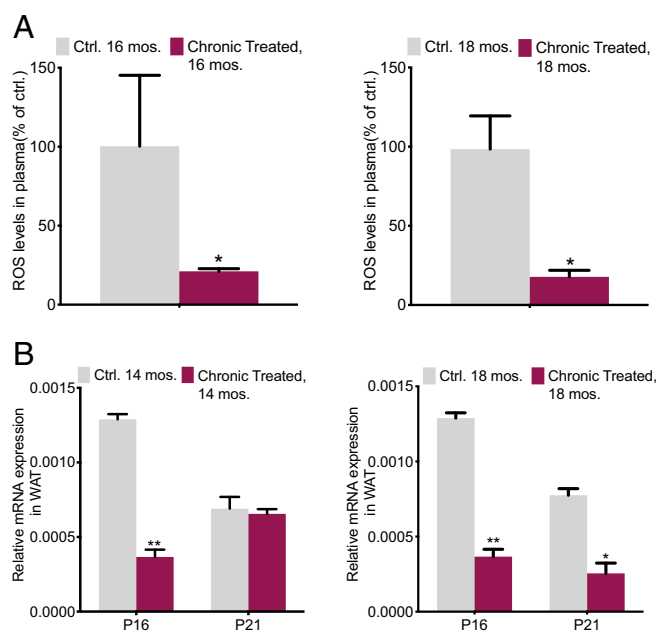 A
Ctrl. 16 mos.
Chronic Treated,
16 mos.
ROS levels in plasma(% of ctrl.)
150
100
50
0
*
Ctrl. 18 mos.
Chronic Treated,
18 mos.
ROS levels in plasma(% of ctrl.)
150
100
50
0
*
B
Ctrl. 14 mos.
Chronic Treated,
14 mos.
Relative mRNA expression
in WAT
0.0015
0.0010
0.0005
0.0000
**
P16
P21
Ctrl. 18 mos.
Chronic Treated,
18 mos.
Relative mRNA expression
in WAT
0.0015
0.0010
0.0005
0.0000
**
*
P16
P21